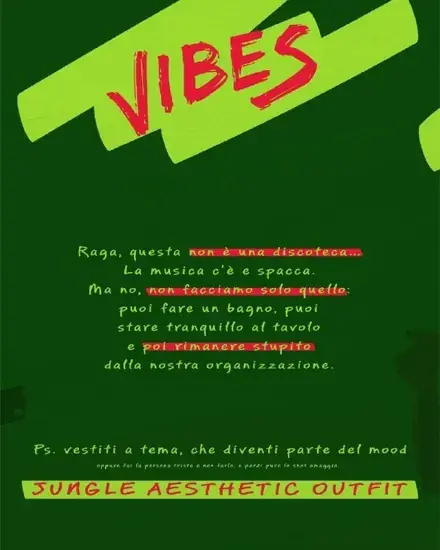 VIBES
Raga, questa non è una discoteca...
La musica c'è e spacca.
Ma no, non facciamo solo quello:
puoi fare un bagno, puoi
stare tranquillo al tavolo
e poi rimanere stupito
dalla nostra organizzazione.
Ps. vestiti a tema, che diventi parte del mood
oppure fai la persona triste e non farlo, e perdi pure lo shot omaggio.
JUNGLE AESTHETIC OUTFIT